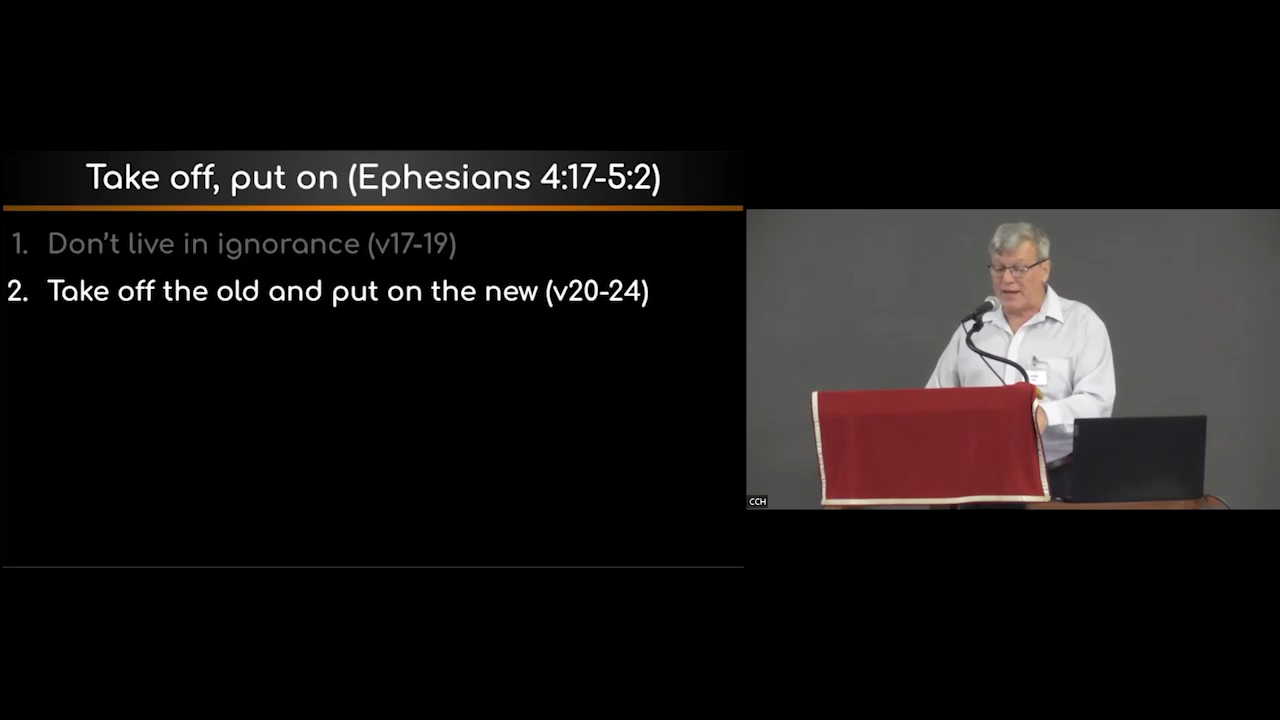 Take off, put on (Ephesians 4:17-5:2)
1. Don't live in ignorance (v17-19)
2. Take off the old and put on the new (v20-24)
CCH